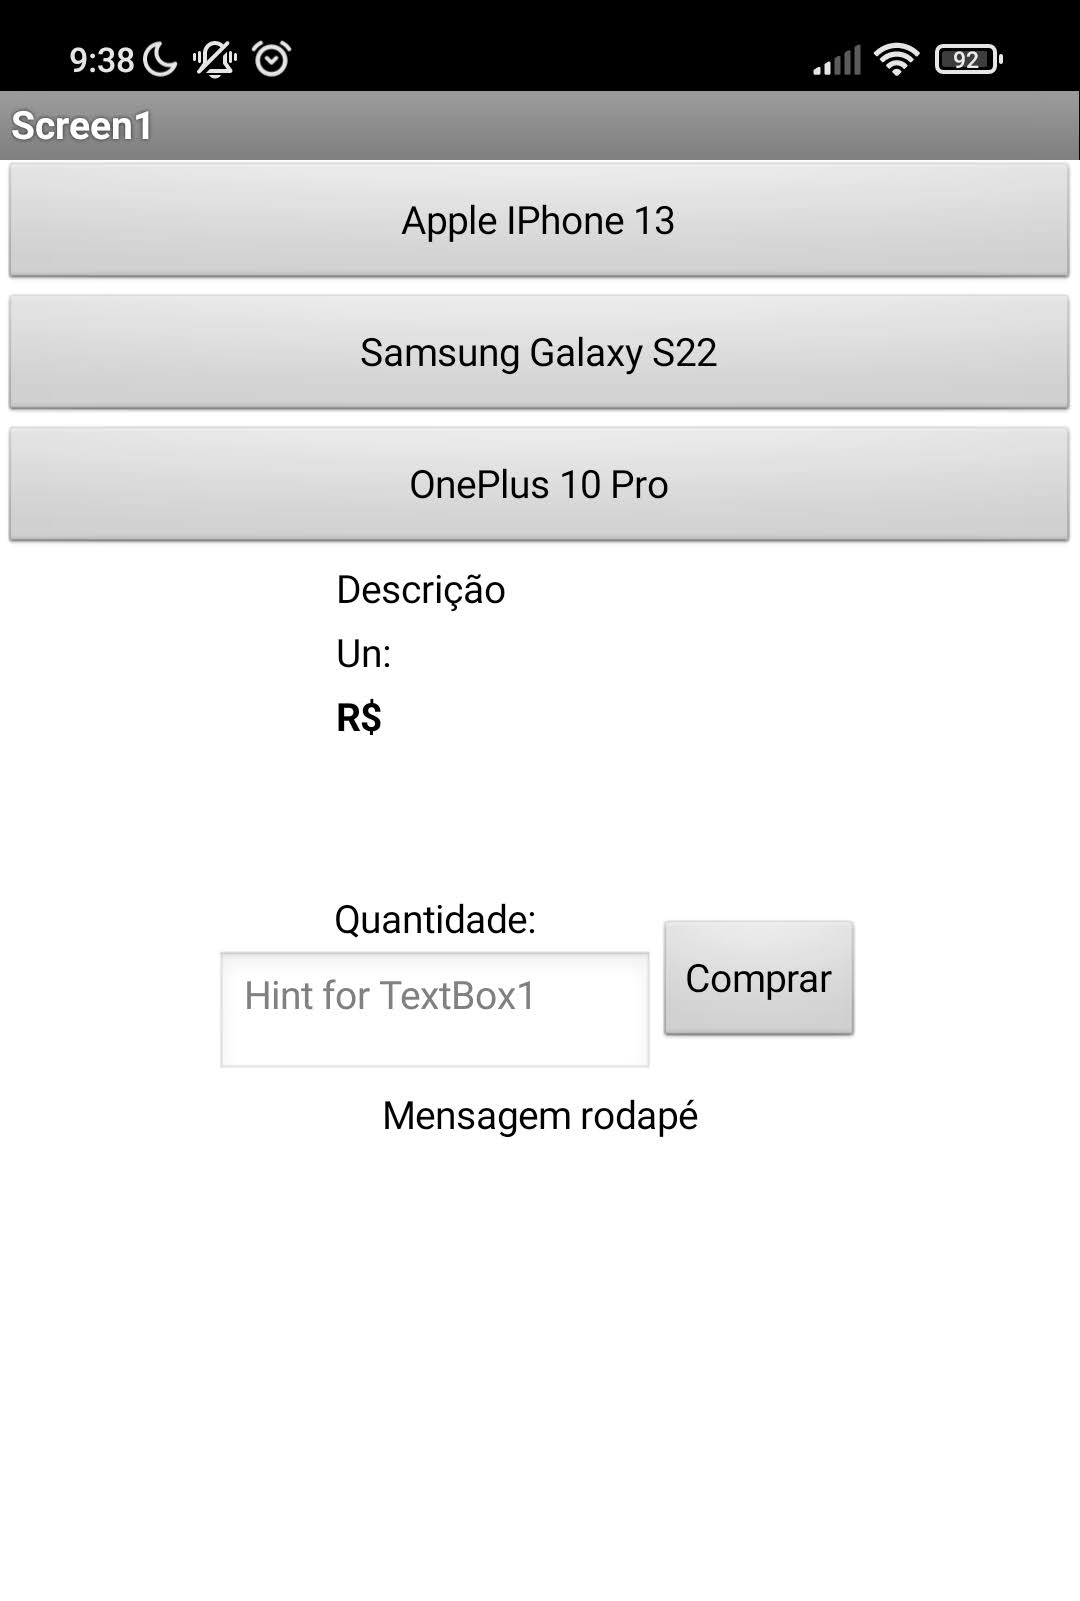 9:38
92
Screen1
Apple IPhone 13
Samsung Galaxy S22
OnePlus 10 Pro
Descrição
Un:
R$
Quantidade:
Hint for TextBox1
Comprar
Mensagem rodapé